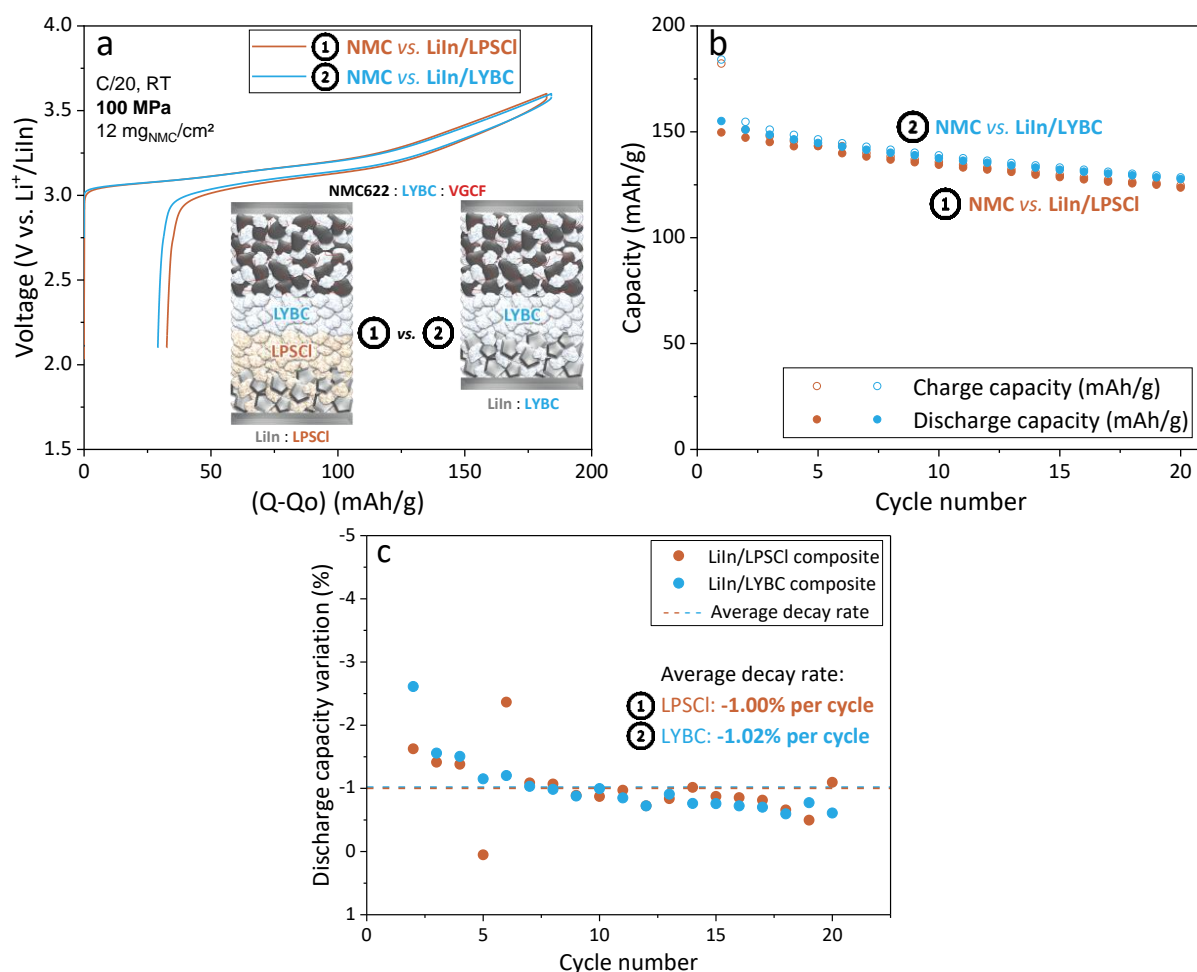 a
4.0
3.5
3.0
2.5
2.0
1.5
Voltage (V vs. Li⁺/LiIn)
1 NMC vs. LiIn/LPSCl
2 NMC vs. LiIn/LYBC
C/20, RT
100 MPa
12 mgNMC/cm²
NMC622 : LYBC : VGCF
LYBC
LPSCl
1 vs. 2
LYBC
LiIn : LPSCl
LiIn : LYBC
0 50 100 150 200
(Q-Qo) (mAh/g)
b
200
150
100
50
0
Capacity (mAh/g)
2 NMC vs. LiIn/LYBC
1 NMC vs. LiIn/LPSCl
Charge capacity (mAh/g)
Discharge capacity (mAh/g)
0 5 10 15 20
Cycle number
c
-5
-4
-3
-2
-1
0
1
Discharge capacity variation (%)
LiIn/LPSCl composite
LiIn/LYBC composite
Average decay rate
Average decay rate:
1 LPSCl: -1.00% per cycle
2 LYBC: -1.02% per cycle
0 5 10 15 20
Cycle number